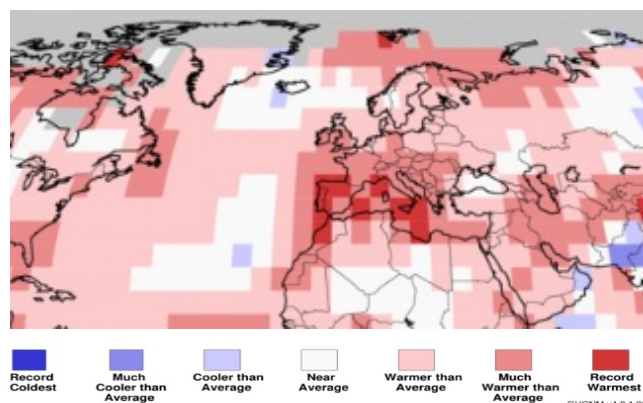 Record
Coldest
Much
Cooler than
Average
Cooler than
Average
Near
Average
Warmer than
Average
Much
Warmer than
Average
Record
Warmest